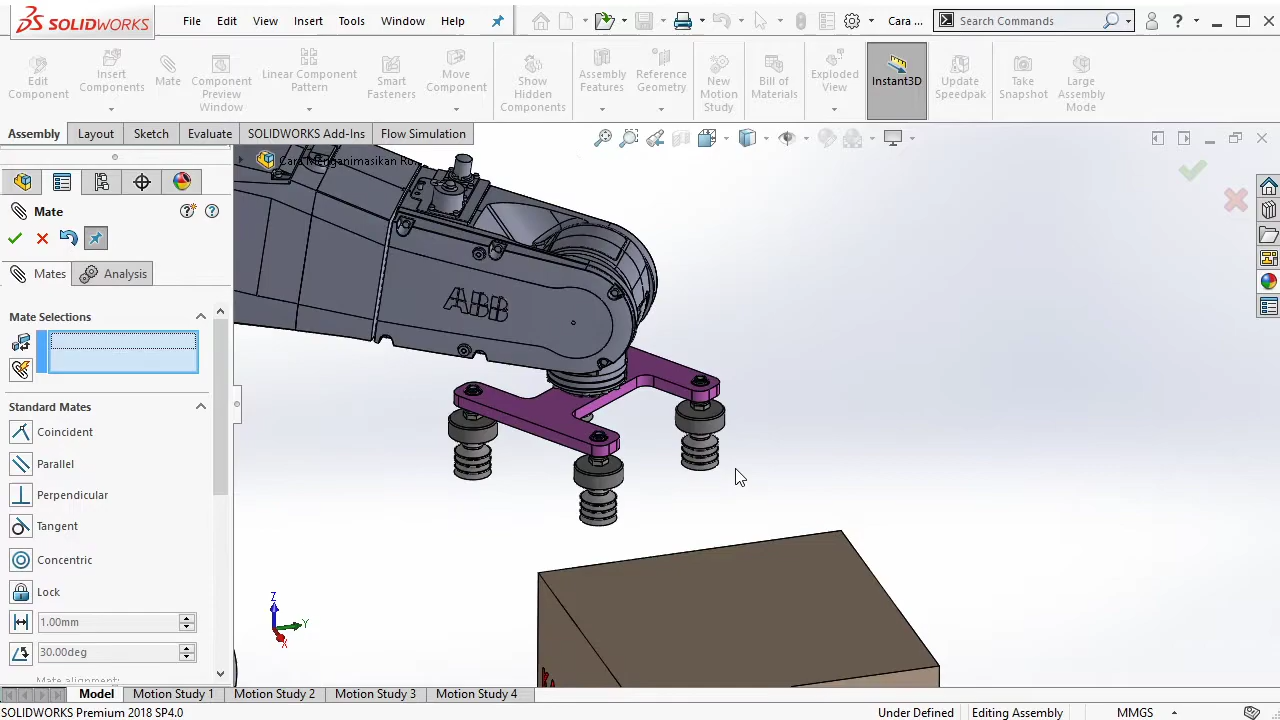 SOLIDWORKS
File Edit View Insert Tools Window Help
Cara ...
Search Commands
?
Edit Component
Insert Components
Mate
Component Preview Window
Linear Component Pattern
Smart Fasteners
Move Component
Show Hidden Components
Assembly Features
Reference Geometry
New Motion Study
Bill of Materials
Exploded View
Instant3D
Update Speedpak
Take Snapshot
Large Assembly Mode
Assembly Layout Sketch Evaluate SOLIDWORKS Add-Ins Flow Simulation
Mate
Mates Analysis
Mate Selections
Standard Mates
Coincident
Parallel
Perpendicular
Tangent
Concentric
Lock
1.00mm
30.00deg
Mate alignment:
ABB
Z
Y
X
Model Motion Study 1 Motion Study 2 Motion Study 3 Motion Study 4
SOLIDWORKS Premium 2018 SP4.0
Under Defined Editing Assembly MMGS